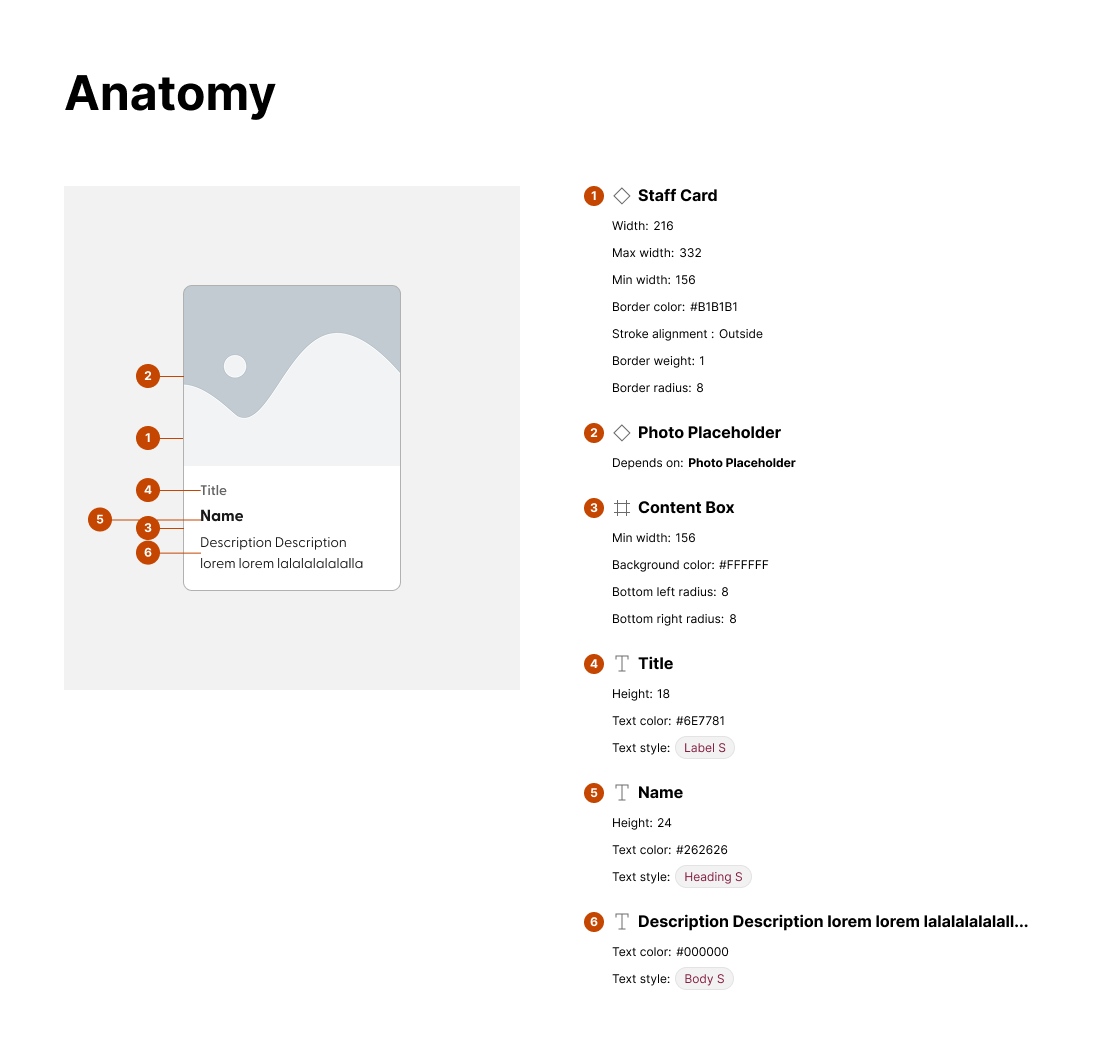 Anatomy
2
1
4
Title
5
Name
3
6
Description Description
lorem lorem lalalalalalalla
1 Staff Card
Width: 216
Max width: 332
Min width: 156
Border color: #B1B1B1
Stroke alignment : Outside
Border weight: 1
Border radius: 8
2 Photo Placeholder
Depends on: Photo Placeholder
3 Content Box
Min width: 156
Background color: #FFFFFF
Bottom left radius: 8
Bottom right radius: 8
4 Title
Height: 18
Text color: #6E7781
Text style: Label S
5 Name
Height: 24
Text color: #262626
Text style: Heading S
6 Description Description lorem lorem lalalalalalall...
Text color: #000000
Text style: Body S